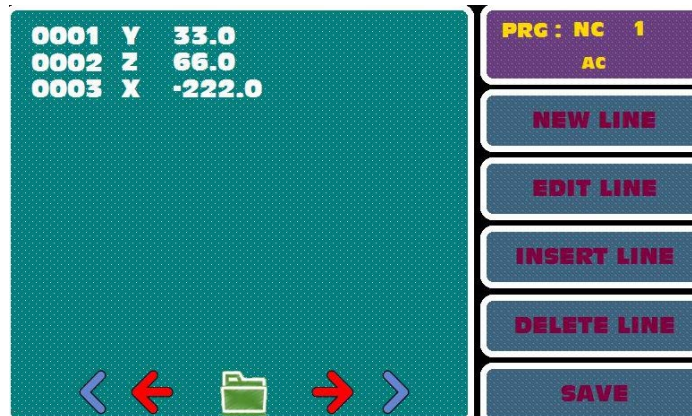 0001 Y 33.0
0002 Z 66.0
0003 X -222.0
PRG : NC 1
AC
NEW LINE
EDIT LINE
INSERT LINE
DELETE LINE
SAVE